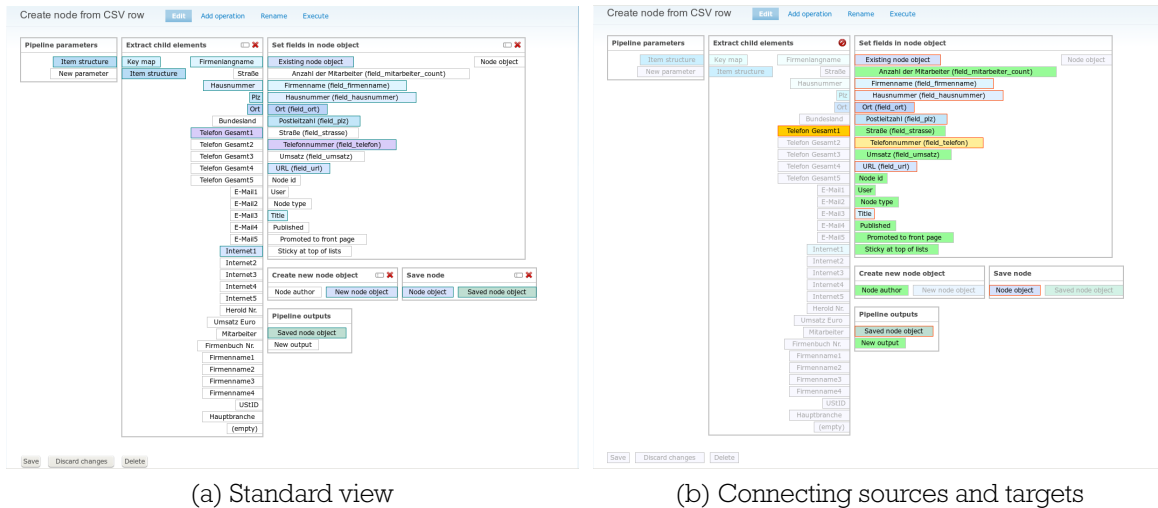 Create node from CSV row Edit Add operation Rename Execute
Pipeline parameters
Item structure
New parameter
Extract child elements
Key map Firmenlangname
Item structure Straße
Hausnummer
Plz
Ort
Bundesland
Telefon Gesamt1
Telefon Gesamt2
Telefon Gesamt3
Telefon Gesamt4
Telefon Gesamt5
E-Mail1
E-Mail2
E-Mail3
E-Mail4
E-Mail5
Internet1
Internet2
Internet3
Internet4
Internet5
Herold Nr.
Umsatz Euro
Mitarbeiter
Firmenbuch Nr.
Firmenname1
Firmenname2
Firmenname3
Firmenname4
UStID
Hauptbranche
(empty)
Set fields in node object
Existing node object Node object
Anzahl der Mitarbeiter (field_mitarbeiter_count)
Firmenname (field_firmenname)
Hausnummer (field_hausnummer)
Ort (field_ort)
Postleitzahl (field_plz)
Straße (field_strasse)
Telefonnummer (field_telefon)
Umsatz (field_umsatz)
URL (field_url)
Node id
User
Node type
Title
Published
Promoted to front page
Sticky at top of lists
Create new node object
Node author New node object
Save node
Node object Saved node object
Pipeline outputs
Saved node object
New output
Save Discard changes Delete
(a) Standard view
Create node from CSV row Edit Add operation Rename Execute
Pipeline parameters
Item structure
New parameter
Extract child elements
Key map Firmenlangname
Item structure Straße
Hausnummer
Plz
Ort
Bundesland
Telefon Gesamt1
Telefon Gesamt2
Telefon Gesamt3
Telefon Gesamt4
Telefon Gesamt5
E-Mail1
E-Mail2
E-Mail3
E-Mail4
E-Mail5
Internet1
Internet2
Internet3
Internet4
Internet5
Herold Nr.
Umsatz Euro
Mitarbeiter
Firmenbuch Nr.
Firmenname1
Firmenname2
Firmenname3
Firmenname4
UStID
Hauptbranche
(empty)
Set fields in node object
Existing node object Node object
Anzahl der Mitarbeiter (field_mitarbeiter_count)
Firmenname (field_firmenname)
Hausnummer (field_hausnummer)
Ort (field_ort)
Postleitzahl (field_plz)
Straße (field_strasse)
Telefonnummer (field_telefon)
Umsatz (field_umsatz)
URL (field_url)
Node id
User
Node type
Title
Published
Promoted to front page
Sticky at top of lists
Create new node object
Node author New node object
Save node
Node object Saved node object
Pipeline outputs
Saved node object
New output
Save Discard changes Delete
(b) Connecting sources and targets